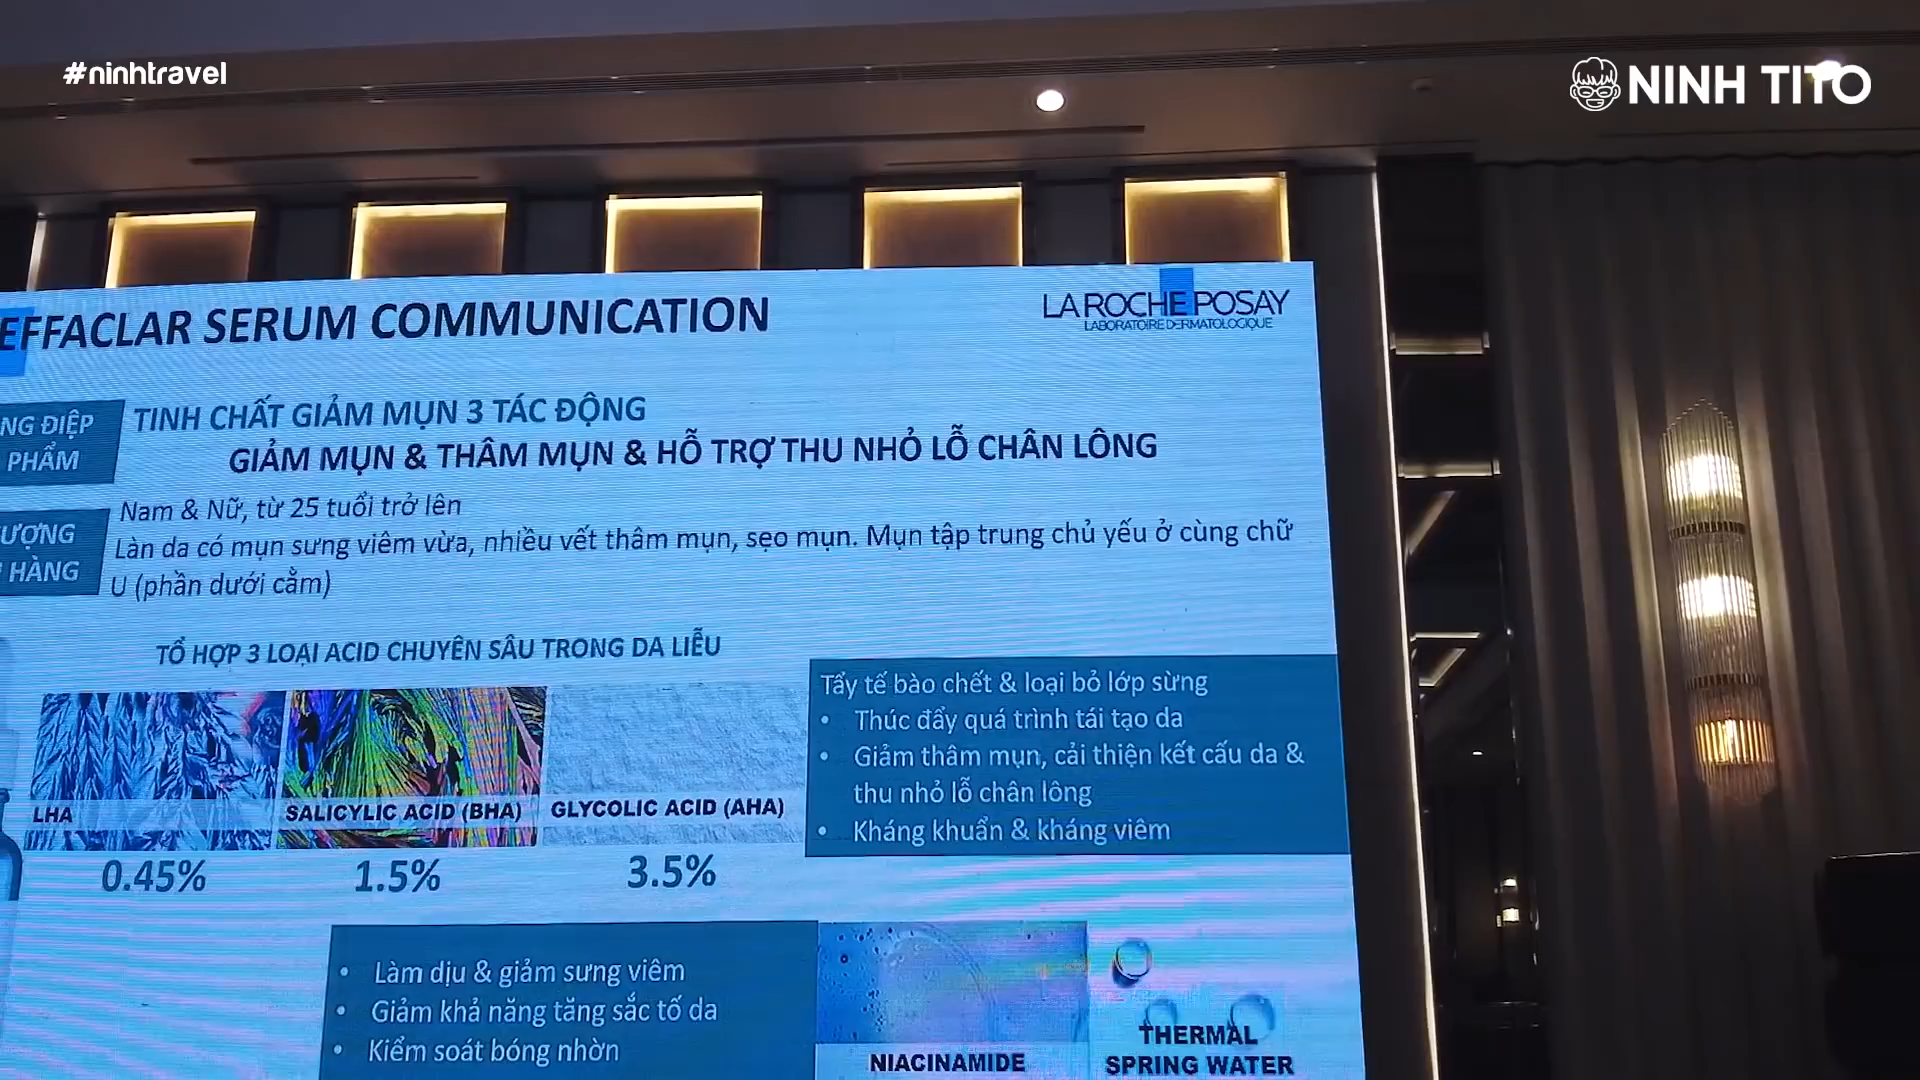 #ninhtravel
NINH TITO
EFFACLAR SERUM COMMUNICATION
LA ROCHE POSAY
LABORATOIRE DERMATOLOGIQUE
NG ĐIỆP
PHẨM
TINH CHẤT GIẢM MỤN 3 TÁC ĐỘNG
GIẢM MỤN & THÂM MỤN & HỖ TRỢ THU NHỎ LỖ CHÂN LÔNG
ƯỢNG
HÀNG
Nam & Nữ, từ 25 tuổi trở lên
Làn da có mụn sưng viêm vừa, nhiều vết thâm mụn, sẹo mụn. Mụn tập trung chủ yếu ở cùng chữ
U (phần dưới cằm)
TỔ HỢP 3 LOẠI ACID CHUYÊN SÂU TRONG DA LIỄU
LHA
0.45%
SALICYLIC ACID (BHA)
1.5%
GLYCOLIC ACID (AHA)
3.5%
Tẩy tế bào chết & loại bỏ lớp sừng
• Thúc đẩy quá trình tái tạo da
• Giảm thâm mụn, cải thiện kết cấu da &
thu nhỏ lỗ chân lông
• Kháng khuẩn & kháng viêm
• Làm dịu & giảm sưng viêm
• Giảm khả năng tăng sắc tố da
• Kiểm soát bóng nhờn
NIACINAMIDE
THERMAL
SPRING WATER